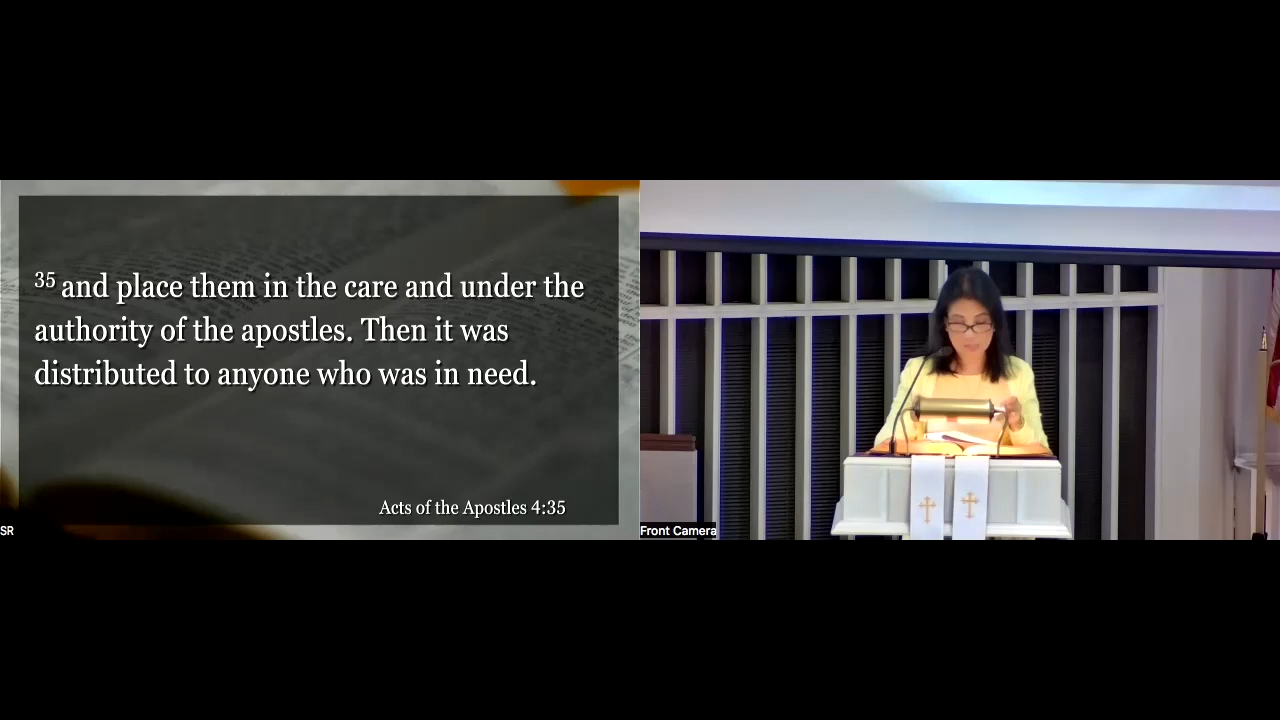 35 and place them in the care and under the
authority of the apostles. Then it was
distributed to anyone who was in need.
Acts of the Apostles 4:35
SR
Front Camera